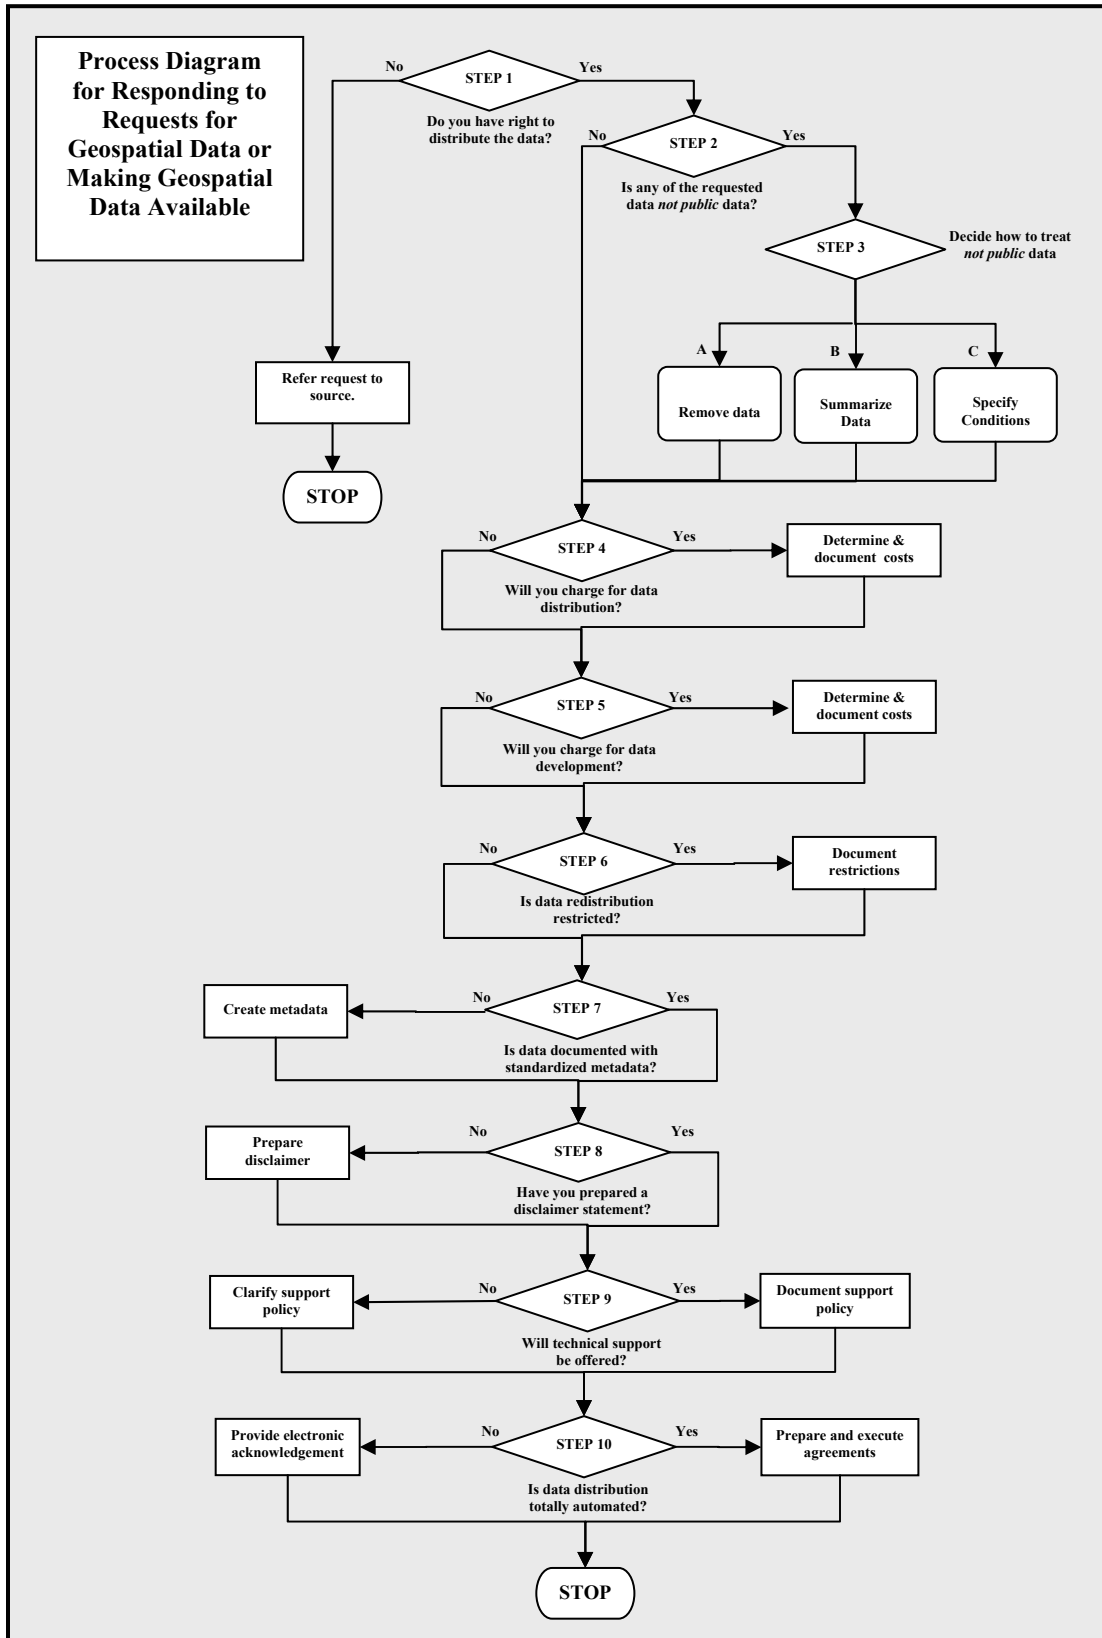 Process Diagram
for Responding to
Requests for
Geospatial Data or
Making Geospatial
Data Available
No
STEP 1
Yes
Do you have right to
distribute the data?
No
STEP 2
Yes
Is any of the requested
data not public data?
STEP 3
Decide how to treat
not public data
A
B
C
Remove data
Summarize
Data
Specify
Conditions
Refer request to
source.
STOP
No
STEP 4
Yes
Determine &
document costs
Will you charge for data
distribution?
No
STEP 5
Yes
Determine &
document costs
Will you charge for data
development?
No
STEP 6
Yes
Document
restrictions
Is data redistribution
restricted?
Create metadata
No
STEP 7
Yes
Is data documented with
standardized metadata?
Prepare
disclaimer
No
STEP 8
Yes
Have you prepared a
disclaimer statement?
Clarify support
policy
No
STEP 9
Yes
Document support
policy
Will technical support
be offered?
Provide electronic
acknowledgement
No
STEP 10
Yes
Prepare and execute
agreements
Is data distribution
totally automated?
STOP